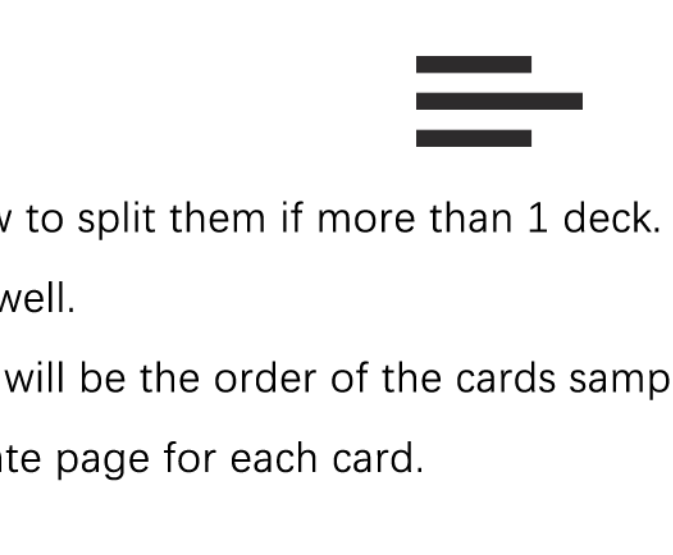 to split them if more than 1 deck.
well.
will be the order of the cards samp
page for each card.